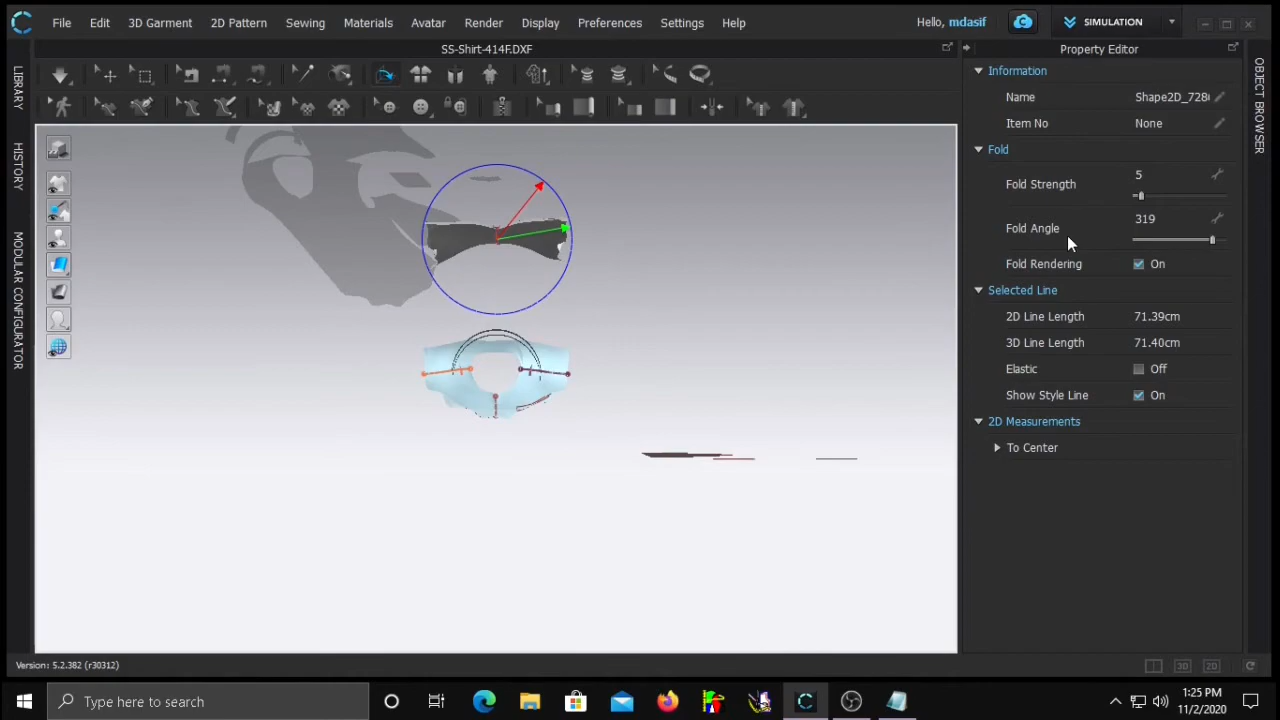 File Edit 3D Garment 2D Pattern Sewing Materials Avatar Render Display Preferences Settings Help
Hello, mdasif
SIMULATION
SS-Shirt-414F.DXF
Property Editor
LIBRARY
HISTORY
MODULAR CONFIGURATOR
OBJECT BROWSER
Information
Name Shape2D_728
Item No None
Fold
Fold Strength 5
Fold Angle 319
Fold Rendering On
Selected Line
2D Line Length 71.39cm
3D Line Length 71.40cm
Elastic Off
Show Style Line On
2D Measurements
To Center
Version: 5.2.382 (r30312)
3D 2D
Type here to search
1:25 PM
11/2/2020